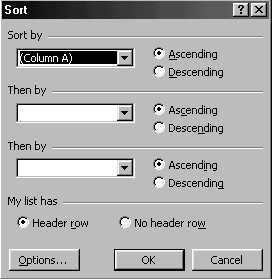 Sort
Sort by
(Column A)
Ascending
Descending
Then by
Ascending
Descending
Then by
Ascending
Descending
My list has
Header row
No header row
Options...
OK
Cancel